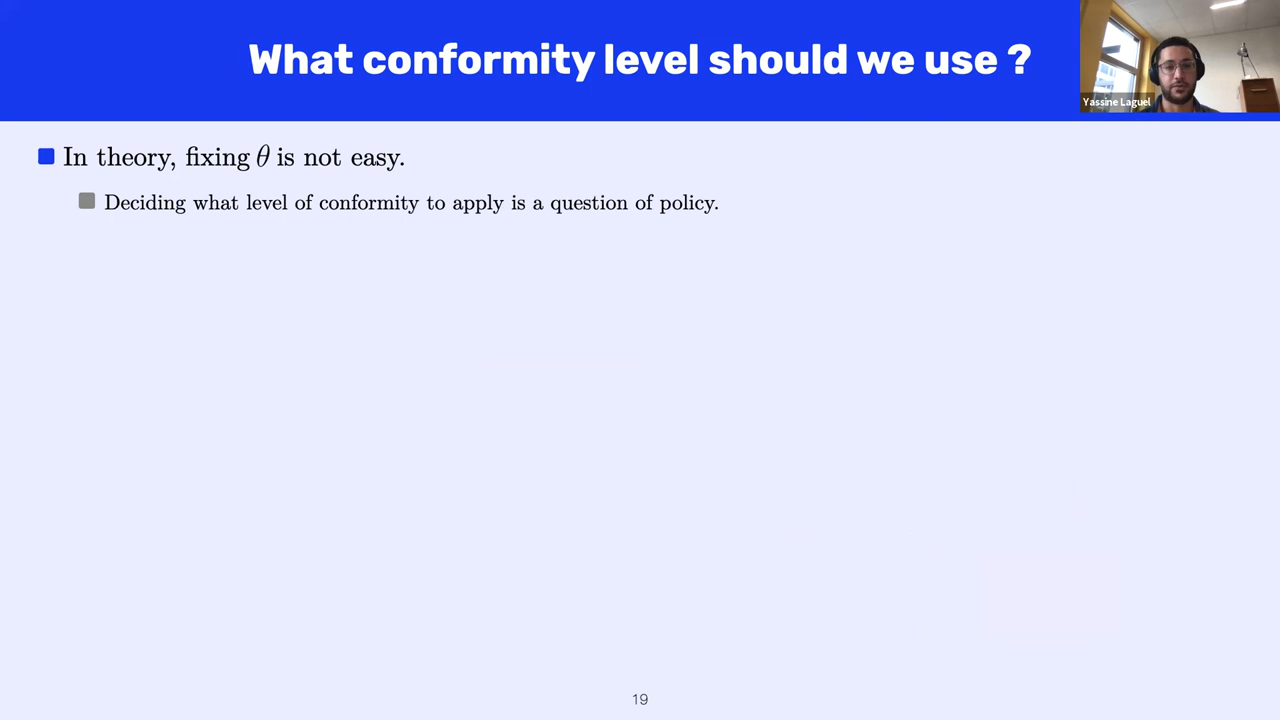 What conformity level should we use ?
Yassine Laguel
In theory, fixing θ is not easy.
Deciding what level of conformity to apply is a question of policy.
19